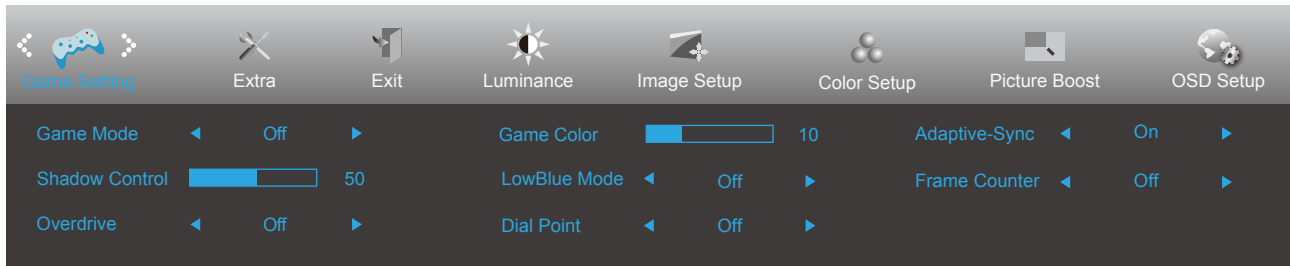 Game Setting Extra Exit Luminance Image Setup Color Setup Picture Boost OSD Setup
Game Mode Off Game Color 10 Adaptive-Sync On
Shadow Control 50 LowBlue Mode Off Frame Counter Off
Overdrive Off Dial Point Off